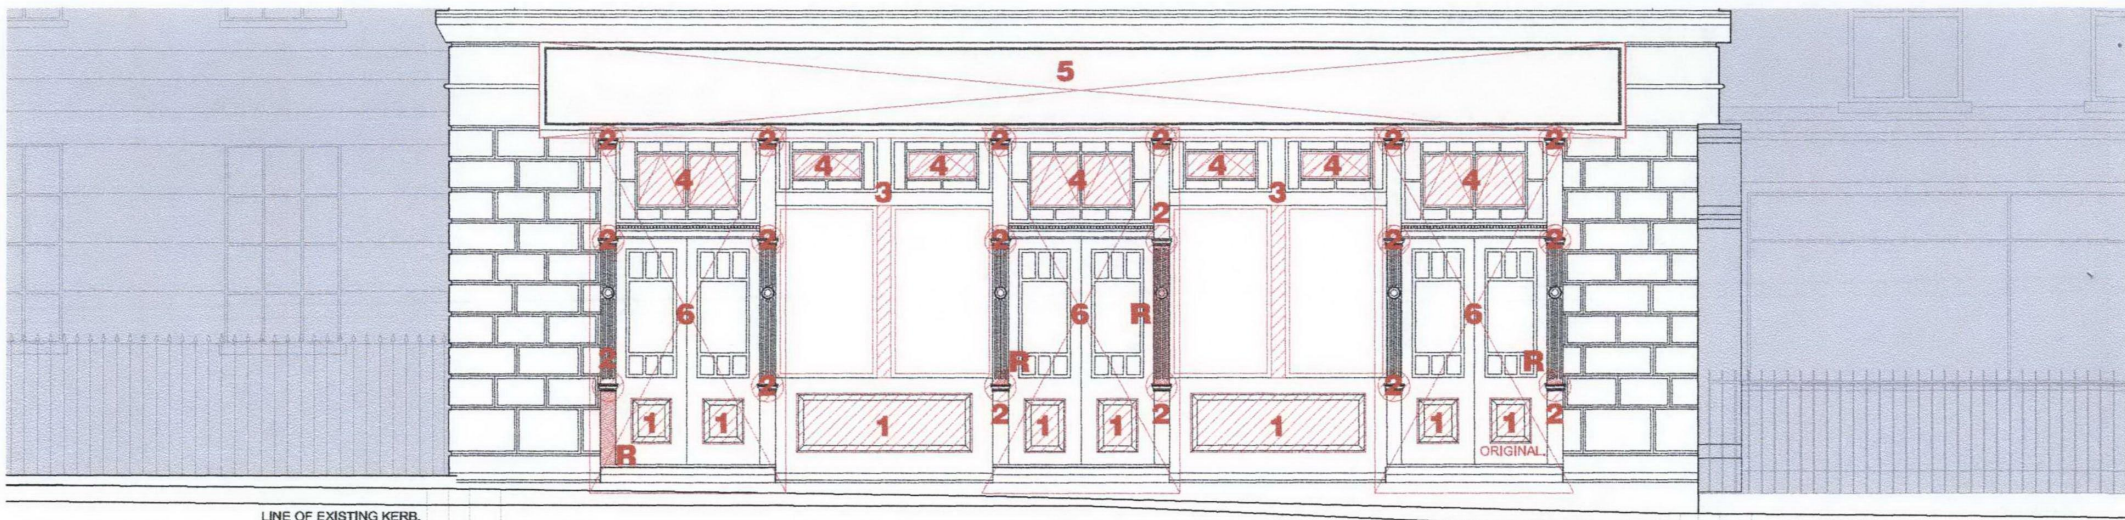 5
2 2 2 2 2 2
4 4 4 4 4 4 4
3 3
2
2 2 2 2 2 2
6 R 6 6
2 R R
2 2 2
1 1 1 1 1 1 1 1
2 2 2
R
ORIGINAL.
LINE OF EXISTING KERB.